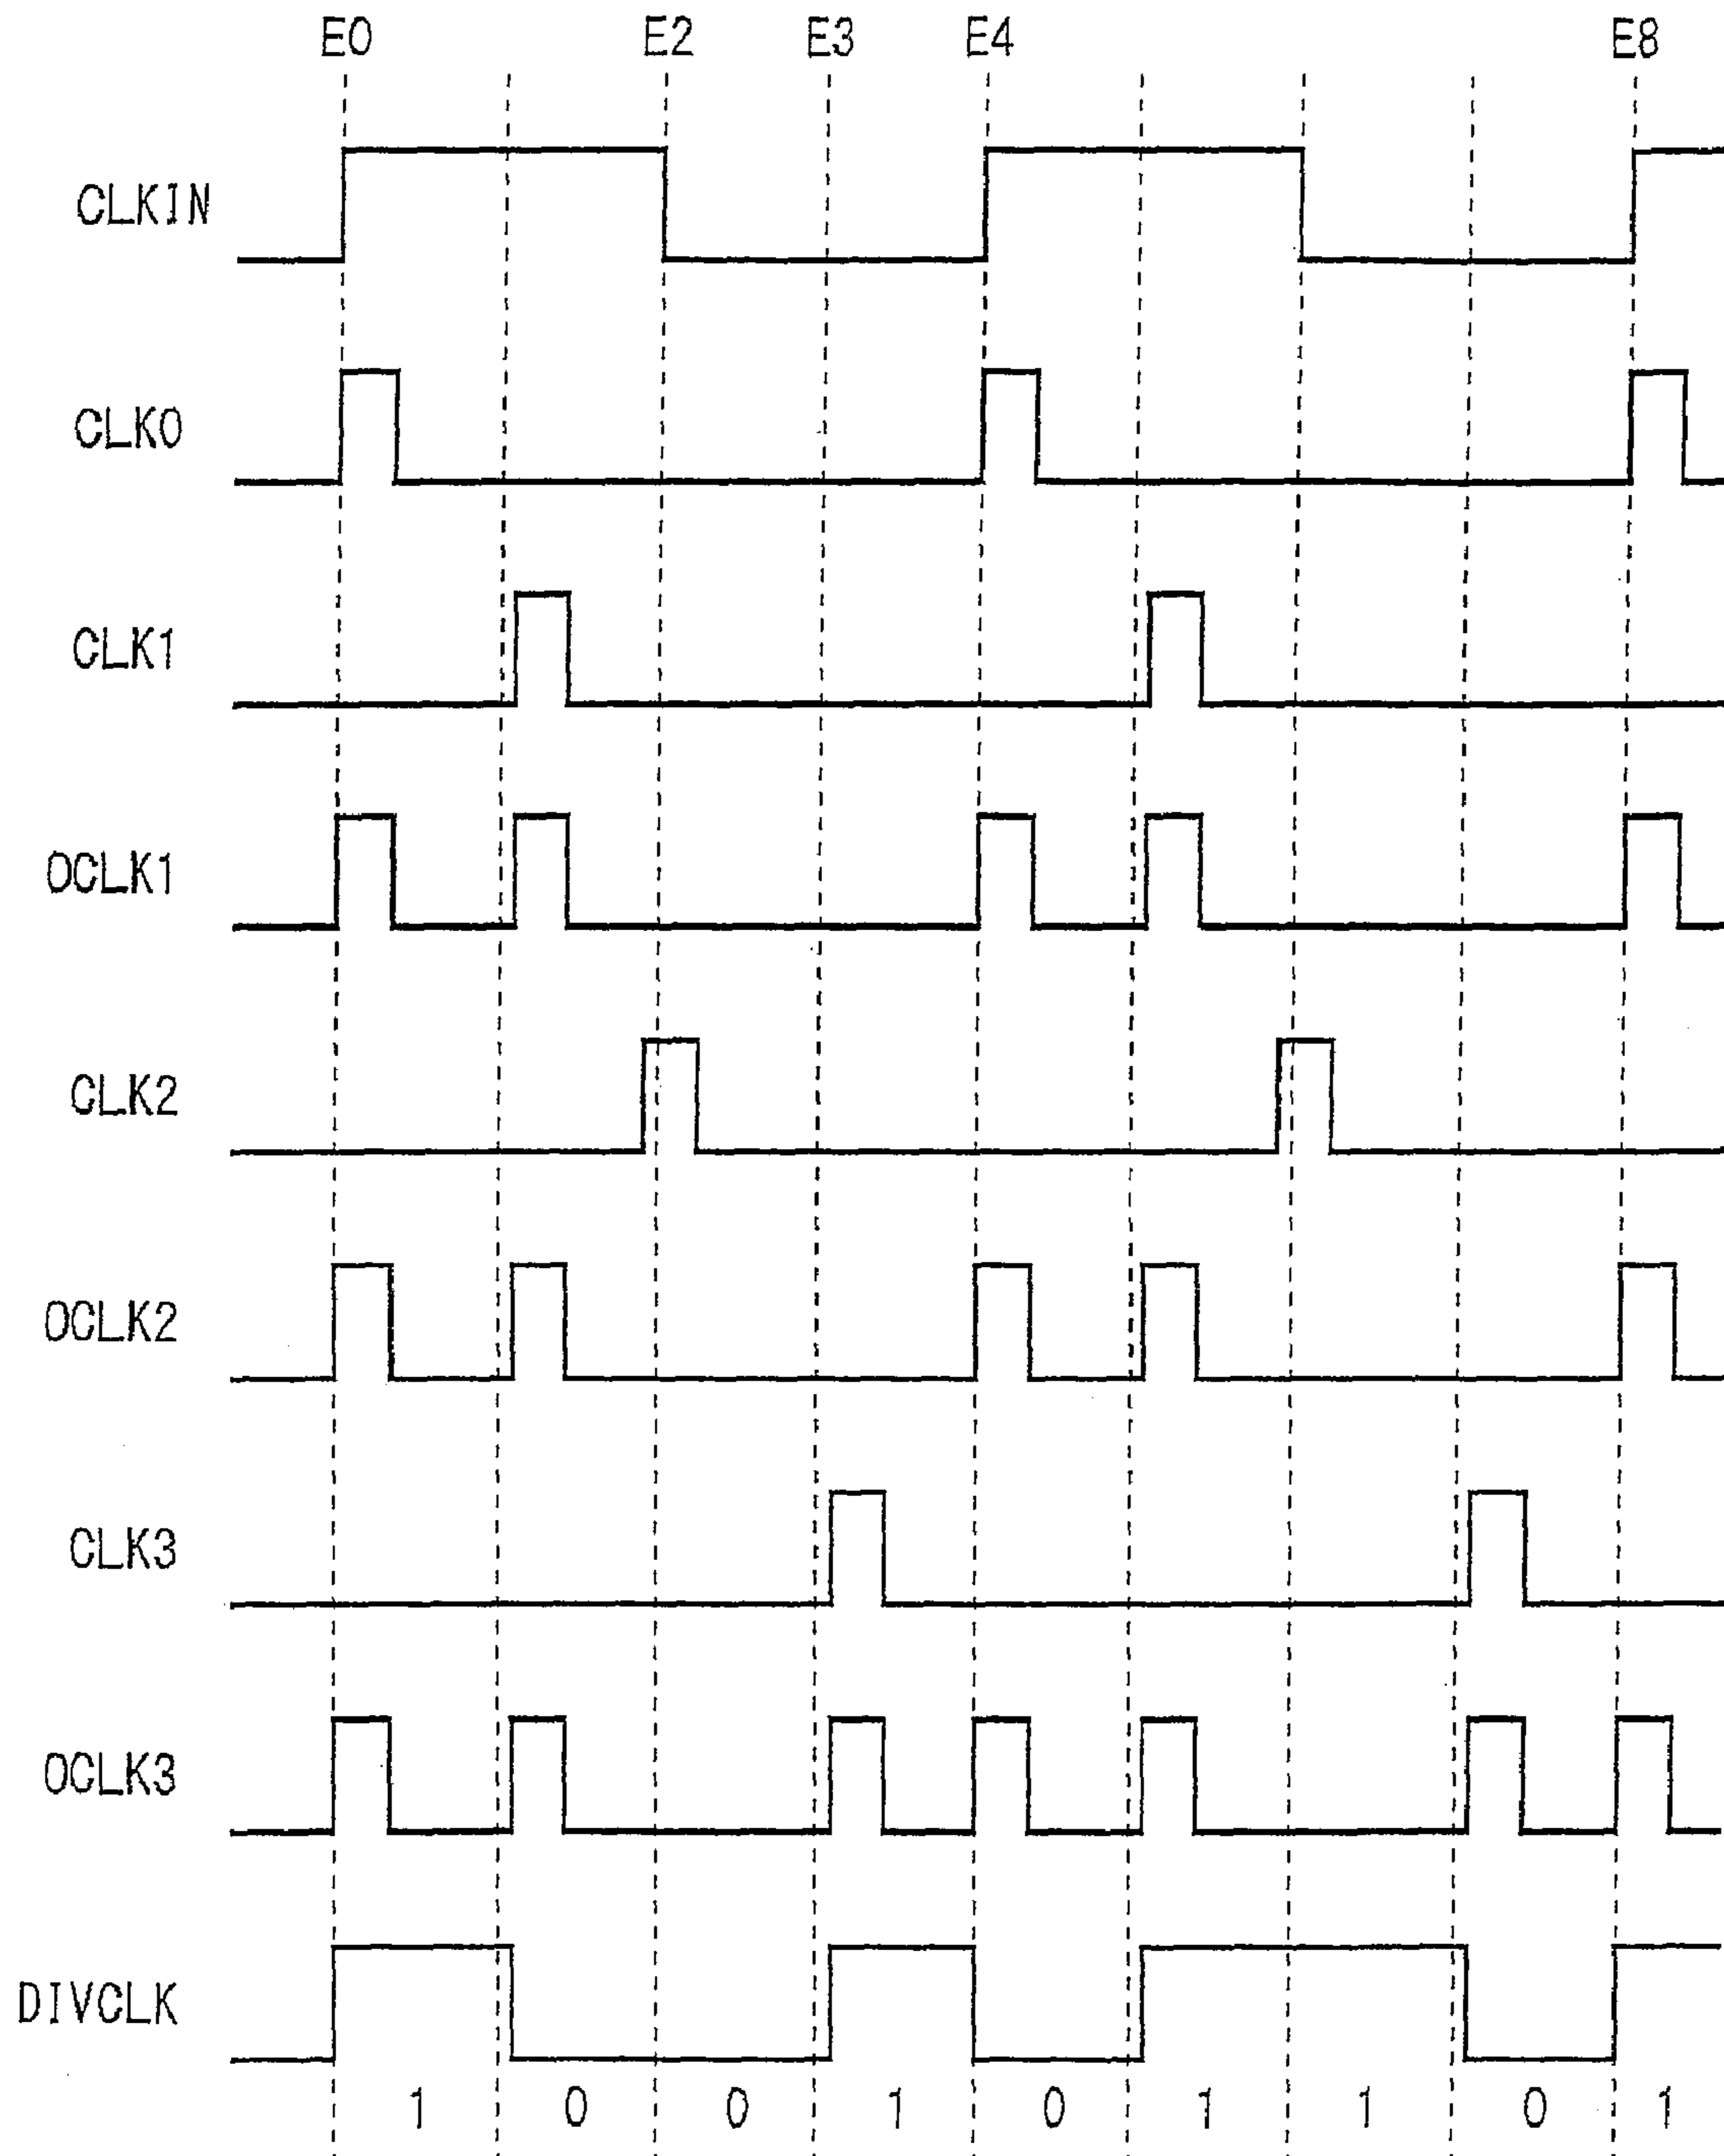 E0 E2 E3 E4 E8
CLKIN
CLK0
CLK1
OCLK1
CLK2
OCLK2
CLK3
OCLK3
DIVCLK
1 0 0 1 0 1 1 0 1